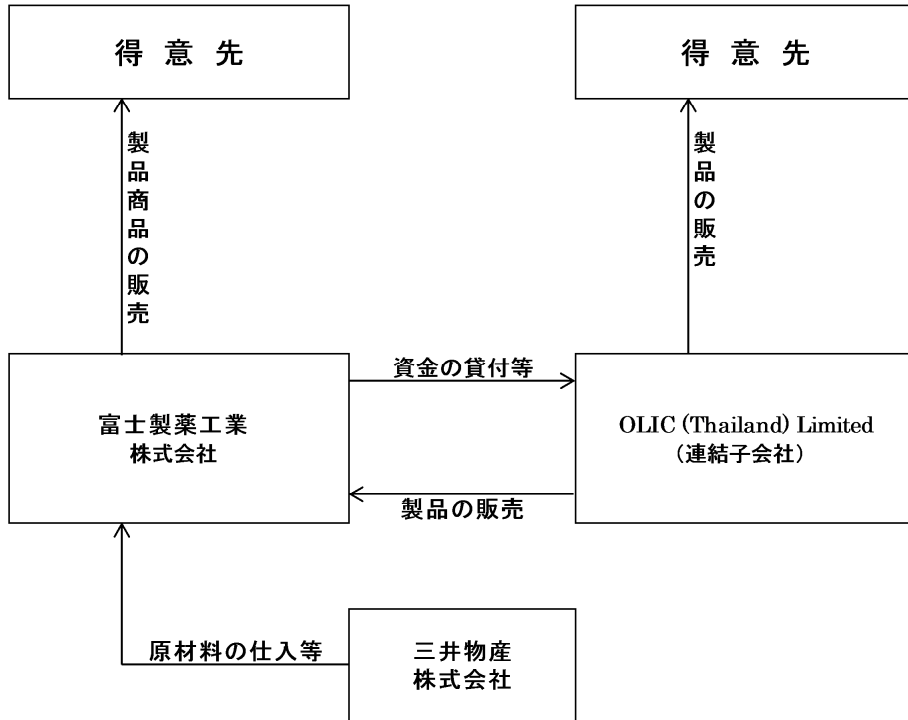 得 意 先
得 意 先
製品商品の販売
製品の販売
資金の貸付等
富士製薬工業
株式会社
OLIC (Thailand) Limited
（連結子会社）
製品の販売
原材料の仕入等
三井物産
株式会社